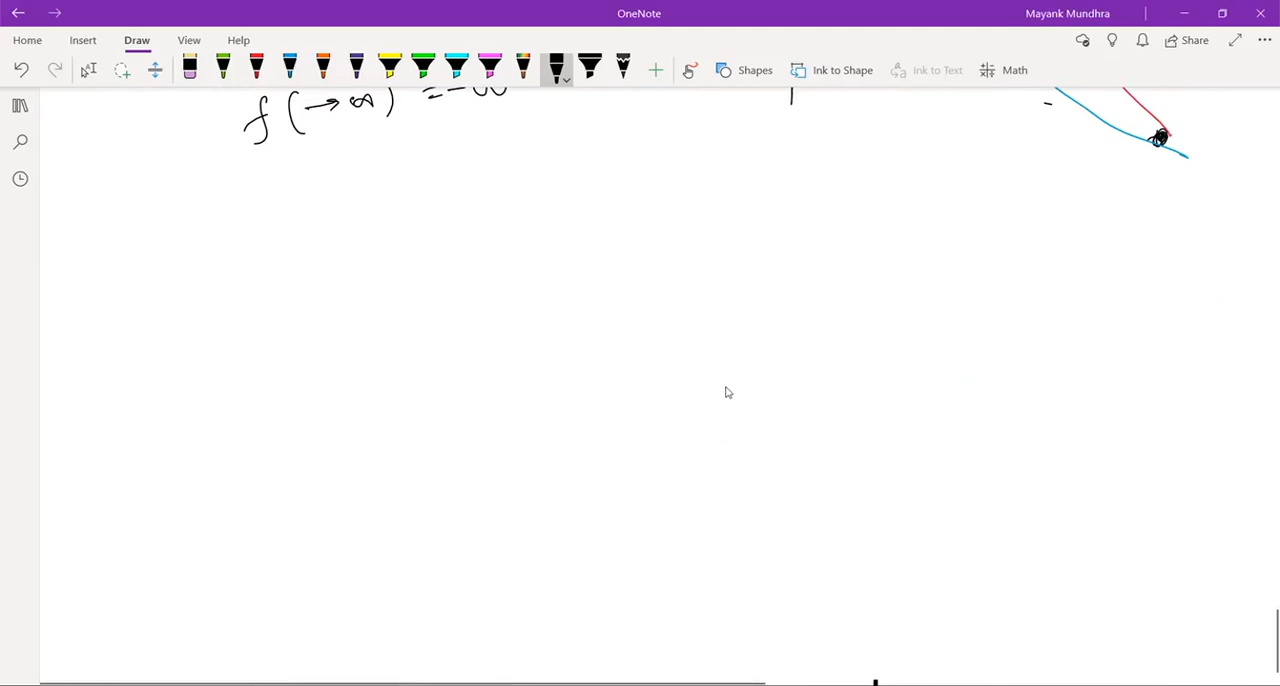 OneNote
Mayank Mundhra
Home Insert Draw View Help
Share
Shapes Ink to Shape Ink to Text Math
f(→∞) = -∞